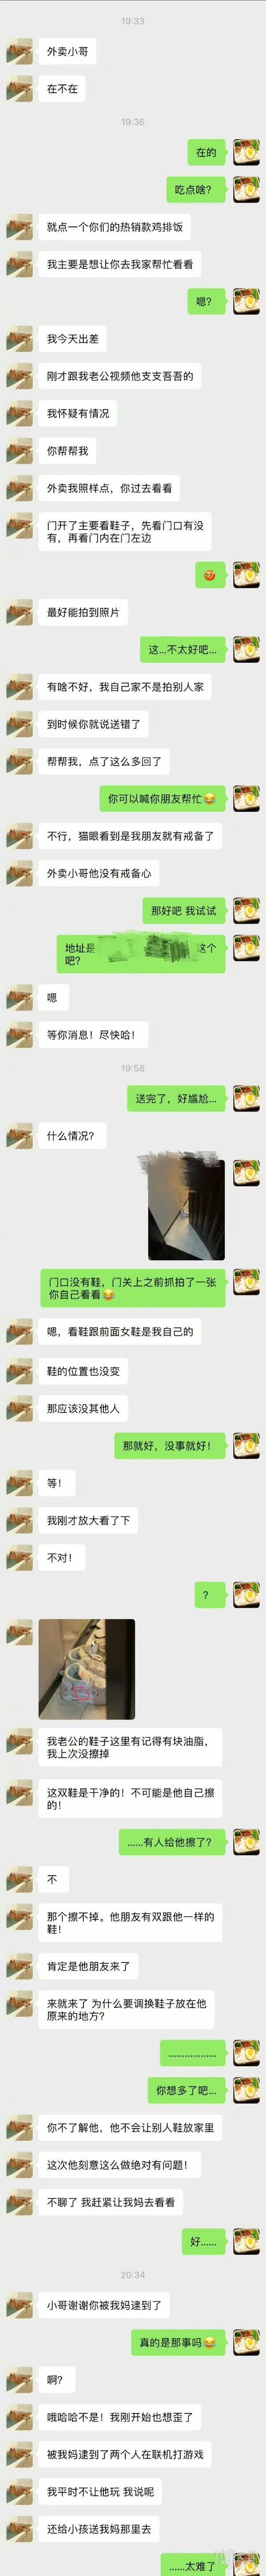 19:33
外卖小哥
在不在
19:36
在的
吃点啥?
就点一个你们的热销款鸡排饭
我主要是想让你去我家帮忙看看
嗯?
我今天出差
刚才跟我老公视频他支支吾吾的
我怀疑有情况
你帮帮我
外卖我照样点，你过去看看
门开了主要看鞋子，先看门口有没
有，再看门内在门左边
最好能拍到照片
这...不太好吧...
有啥不好，我自己家不是拍别人家
到时候你就说送错了
帮帮我，点了这么多回了
你可以喊你朋友帮忙😂
不行，猫眼看到是我朋友就有戒备了
外卖小哥他没有戒备心
那好吧 我试试
地址是
这个
吧?
嗯
等你消息！尽快哈！
19:58
送完了，好尴尬...
什么情况?
门口没有鞋，门关上之前抓拍了一张
你自己看看😂
嗯，看鞋跟前面女鞋是我自己的
鞋的位置也没变
那应该没其他人
那就好，没事就好！
等！
我刚才放大看了下
不对！
?
我老公的鞋子这里有记得有块油脂，
我上次没擦掉
这双鞋是干净的！不可能是他自己擦
的！
......有人给他擦了?
不
那个擦不掉。他朋友有双跟他一样的
鞋！
肯定是他朋友来了
来就来了 为什么要调换鞋子放在他
原来的地方?
..................
你想多了吧...
你不了解他，他不会让别人鞋放家里
这次他刻意这么做绝对有问题！
不聊了 我赶紧让我妈去看看
好......
20:34
小哥谢谢你被我妈逮到了
真的是那事吗😂
啊?
哦哈哈不是！我刚开始也想歪了
被我妈逮到了两个人在联机打游戏
我平时不让他玩 我说呢
还给小孩送我妈那里去
......太难了